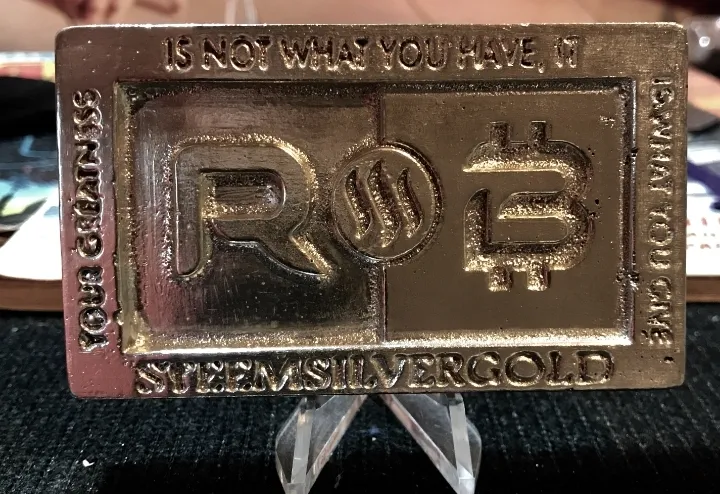 YOUR GREATNESS
IS NOT WHAT YOU HAVE, IT
IS WHAT YOU GIVE
R B
STEEMSILVERGOLD